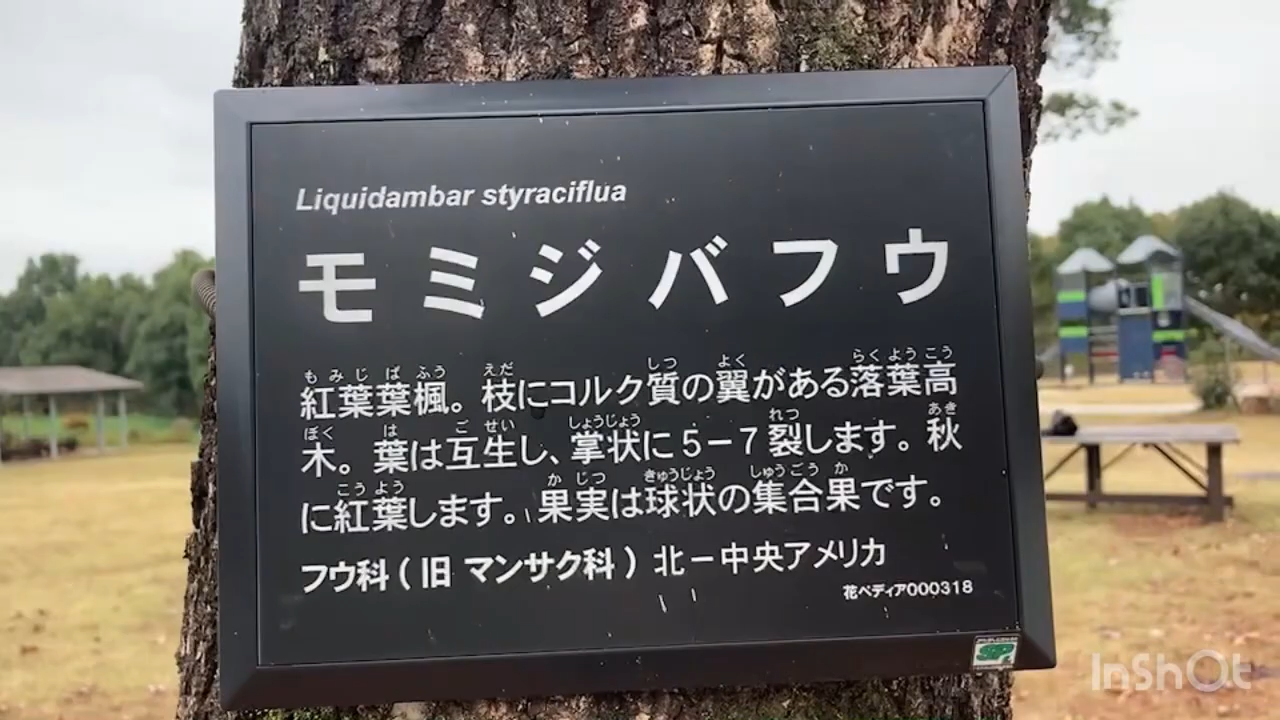 Liquidambar styraciflua
モミジバフウ
もみじ ば ふう えだ しつ よく らく よう こう
紅葉葉楓。枝にコルク質の翼がある落葉高
ぼく は ご せい しょうじょう れつ あき
木。葉は互生し、掌状に5−7裂します。秋
こう よう か じつ きゅうじょう しゅうごう か
に紅葉します。果実は球状の集合果です。
フウ科(旧 マンサク科) 北−中央アメリカ
花ペディア000318
SP
InShOt